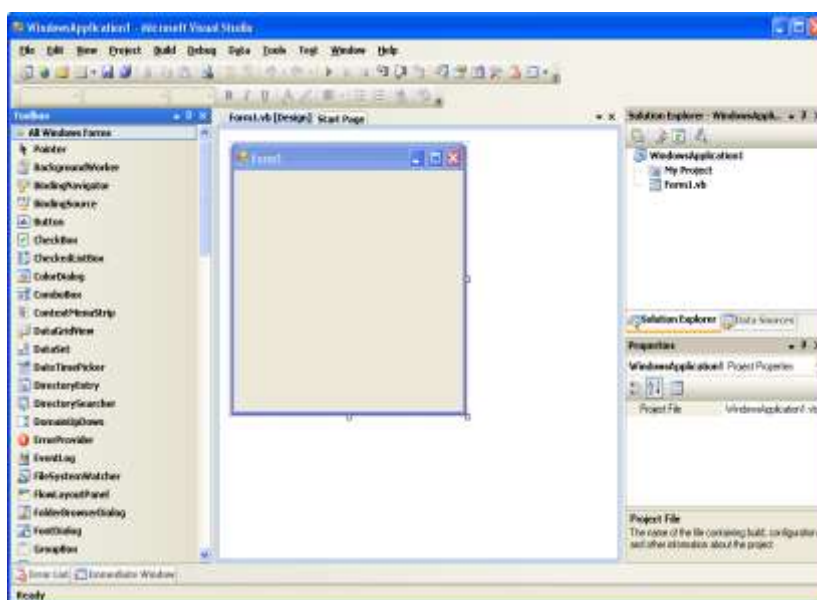 WindowsApplication1 - Microsoft Visual Studio
File Edit View Project Build Debug Data Tools Test Window Help
Toolbox
All Windows Forms
Pointer
BackgroundWorker
BindingNavigator
BindingSource
Button
CheckBox
CheckedListBox
ColorDialog
ComboBox
ContextMenuStrip
DataGridView
DataSet
DateTimePicker
DirectoryEntry
DirectorySearcher
DomainUpDown
ErrorProvider
EventLog
FileSystemWatcher
FlowLayoutPanel
FolderBrowserDialog
FontDialog
GroupBox
Form1.vb [Design] Start Page
Form1
Solution Explorer - WindowsAppli...
WindowsApplication1
My Project
Form1.vb
Solution Explorer Data Sources
Properties
WindowsApplication1 Project Properties
Project File WindowsApplication1.vb
Project File
The name of the file containing build, configuration
and other information about the project
Error List Immediate Window
Ready